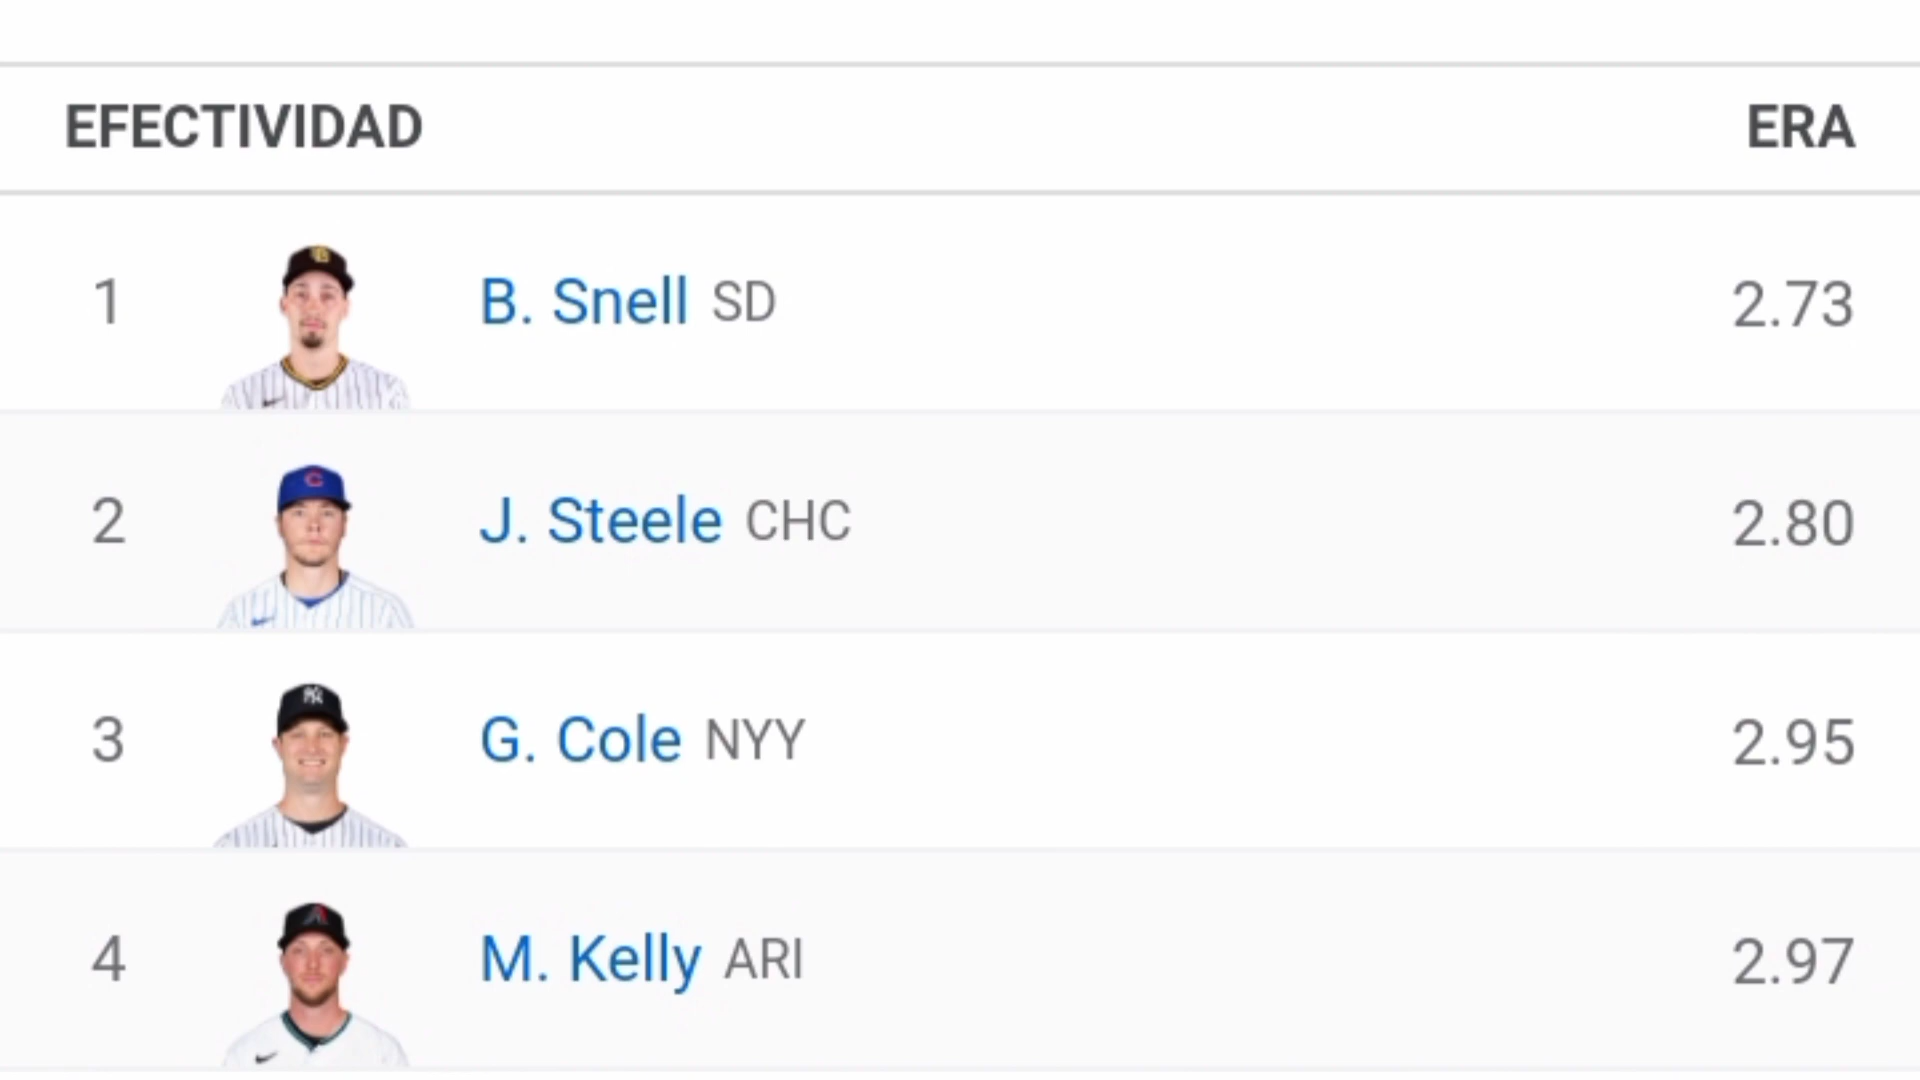 EFECTIVIDAD ERA
1 B. Snell SD 2.73
2 J. Steele CHC 2.80
3 G. Cole NYY 2.95
4 M. Kelly ARI 2.97